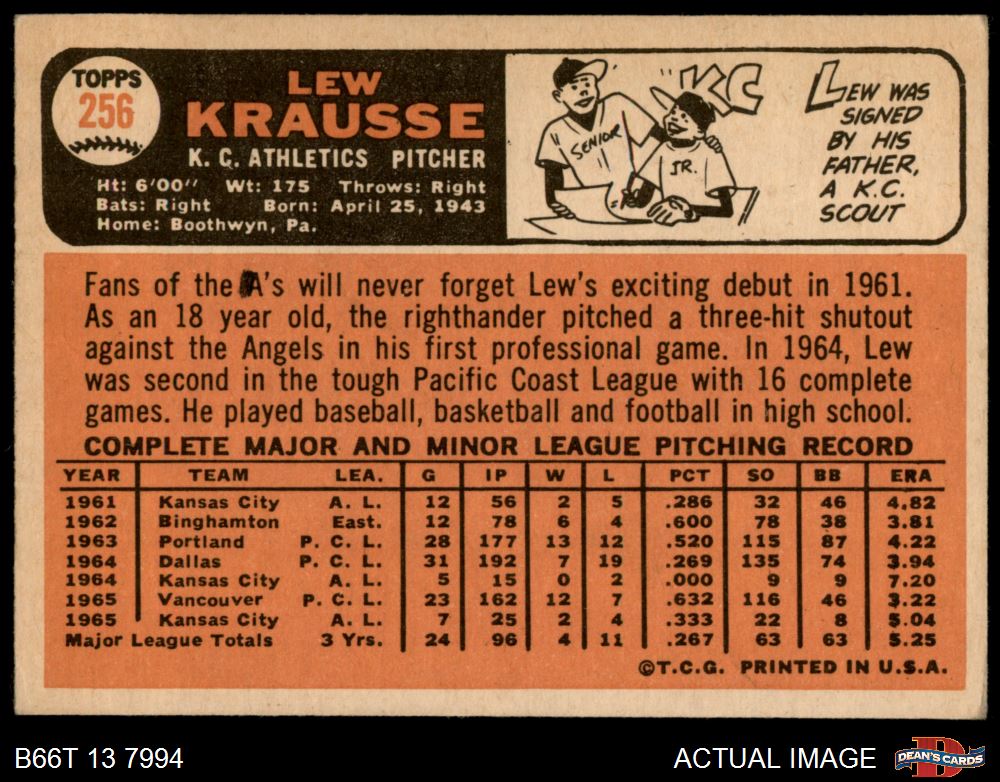 TOPPS
256
LEW
KRAUSSE
K. C. ATHLETICS PITCHER
Ht: 6'00" Wt: 175 Throws: Right
Bats: Right Born: April 25, 1943
Home: Boothwyn, Pa.
SENIOR
JR.
"KC
LEW WAS
SIGNED
BY HIS
FATHER,
A K.C.
SCOUT
Fans of the A's will never forget Lew's exciting debut in 1961.
As an 18 year old, the righthander pitched a three-hit shutout
against the Angels in his first professional game. In 1964, Lew
was second in the tough Pacific Coast League with 16 complete
games. He played baseball, basketball and football in high school.
COMPLETE MAJOR AND MINOR LEAGUE PITCHING RECORD
YEAR TEAM LEA. G IP W L PCT SO BB ERA
1961 Kansas City A. L. 12 56 2 5 .286 32 46 4.82
1962 Binghamton East. 12 78 6 4 .600 78 38 3.81
1963 Portland P. C. L. 28 177 13 12 .520 115 87 4.22
1964 Dallas P. C. L. 31 192 7 19 .269 135 74 3.94
1964 Kansas City A. L. 5 15 0 2 .000 9 9 7.20
1965 Vancouver P. C. L. 23 162 12 7 .632 116 46 3.22
1965 Kansas City A. L. 7 25 2 4 .333 22 8 5.04
Major League Totals 3 Yrs. 24 96 4 11 .267 63 63 5.25
©T.C.G. PRINTED IN U.S.A.
B66T 13 7994 ACTUAL IMAGE
D
DEAN'S CARDS